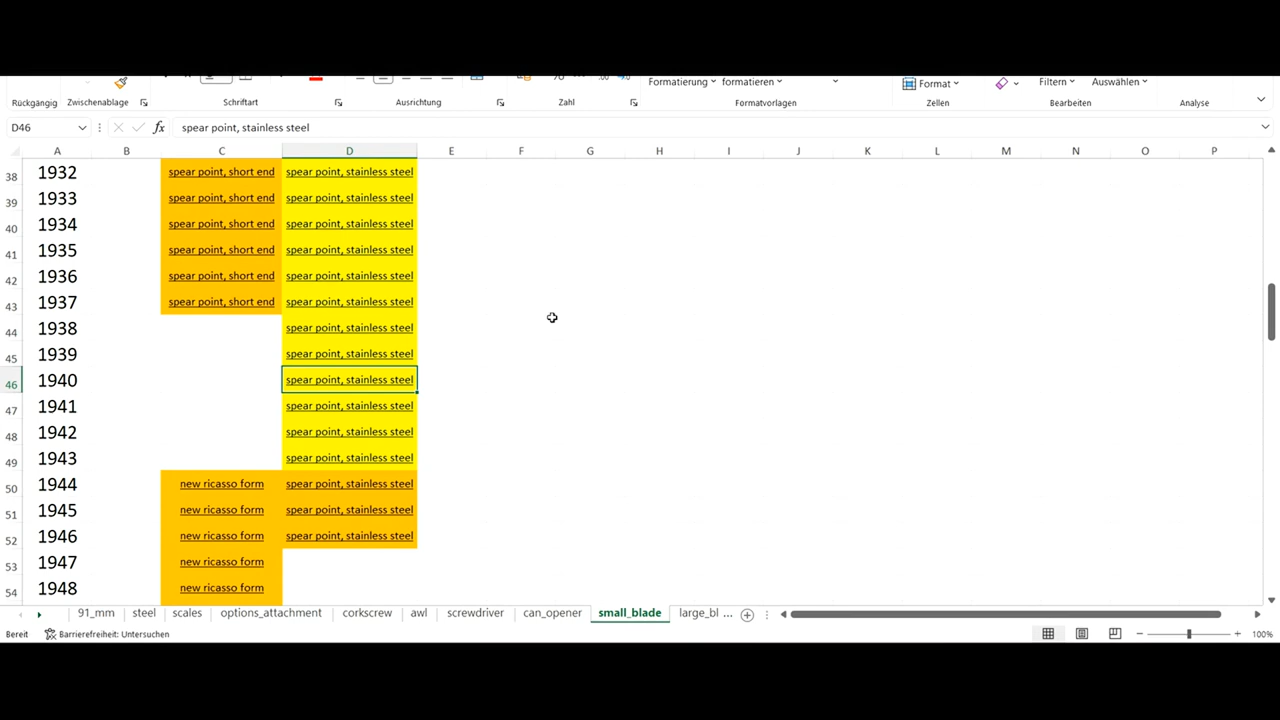 Formatierung formatieren Format Filtern Auswählen
Rückgängig Zwischenablage Schriftart Ausrichtung Zahl Formatvorlagen Zellen Bearbeiten Analyse
D46 fx spear point, stainless steel
A B C D E F G H I J K L M N O P
38 1932 spear point, short end spear point, stainless steel
39 1933 spear point, short end spear point, stainless steel
40 1934 spear point, short end spear point, stainless steel
41 1935 spear point, short end spear point, stainless steel
42 1936 spear point, short end spear point, stainless steel
43 1937 spear point, short end spear point, stainless steel
44 1938 spear point, stainless steel
45 1939 spear point, stainless steel
46 1940 spear point, stainless steel
47 1941 spear point, stainless steel
48 1942 spear point, stainless steel
49 1943 spear point, stainless steel
50 1944 new ricasso form spear point, stainless steel
51 1945 new ricasso form spear point, stainless steel
52 1946 new ricasso form spear point, stainless steel
53 1947 new ricasso form
54 1948 new ricasso form
91_mm steel scales options_attachment corkscrew awl screwdriver can_opener small_blade large_bl ...
Bereit Barrierefreiheit: Untersuchen 100%